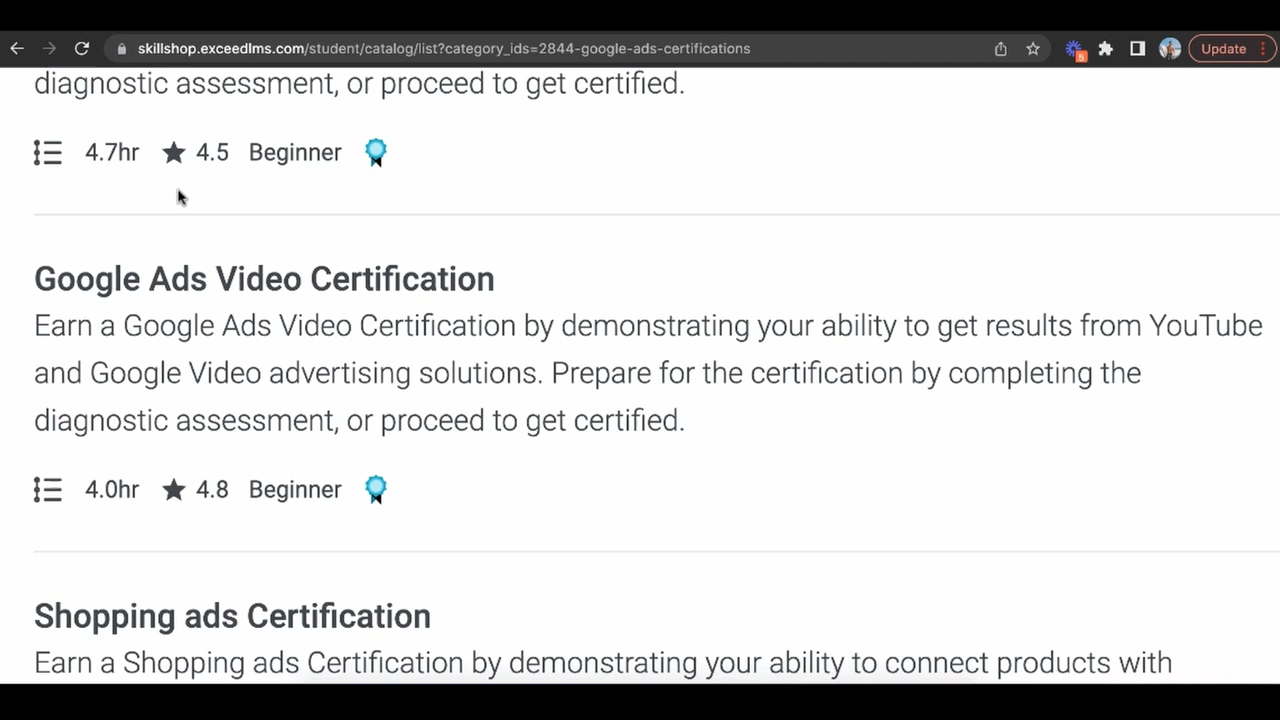 skillshop.exceedlms.com/student/catalog/list?category_ids=2844-google-ads-certifications
5
Update
diagnostic assessment, or proceed to get certified.
4.7hr 4.5 Beginner
Google Ads Video Certification
Earn a Google Ads Video Certification by demonstrating your ability to get results from YouTube
and Google Video advertising solutions. Prepare for the certification by completing the
diagnostic assessment, or proceed to get certified.
4.0hr 4.8 Beginner
Shopping ads Certification
Earn a Shopping ads Certification by demonstrating your ability to connect products with